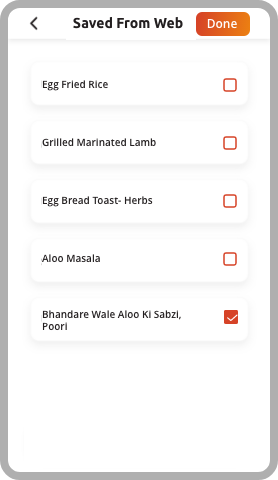 Saved From Web
Done
Egg Fried Rice
Grilled Marinated Lamb
Egg Bread Toast- Herbs
Aloo Masala
Bhandare Wale Aloo Ki Sabzi,
Poori